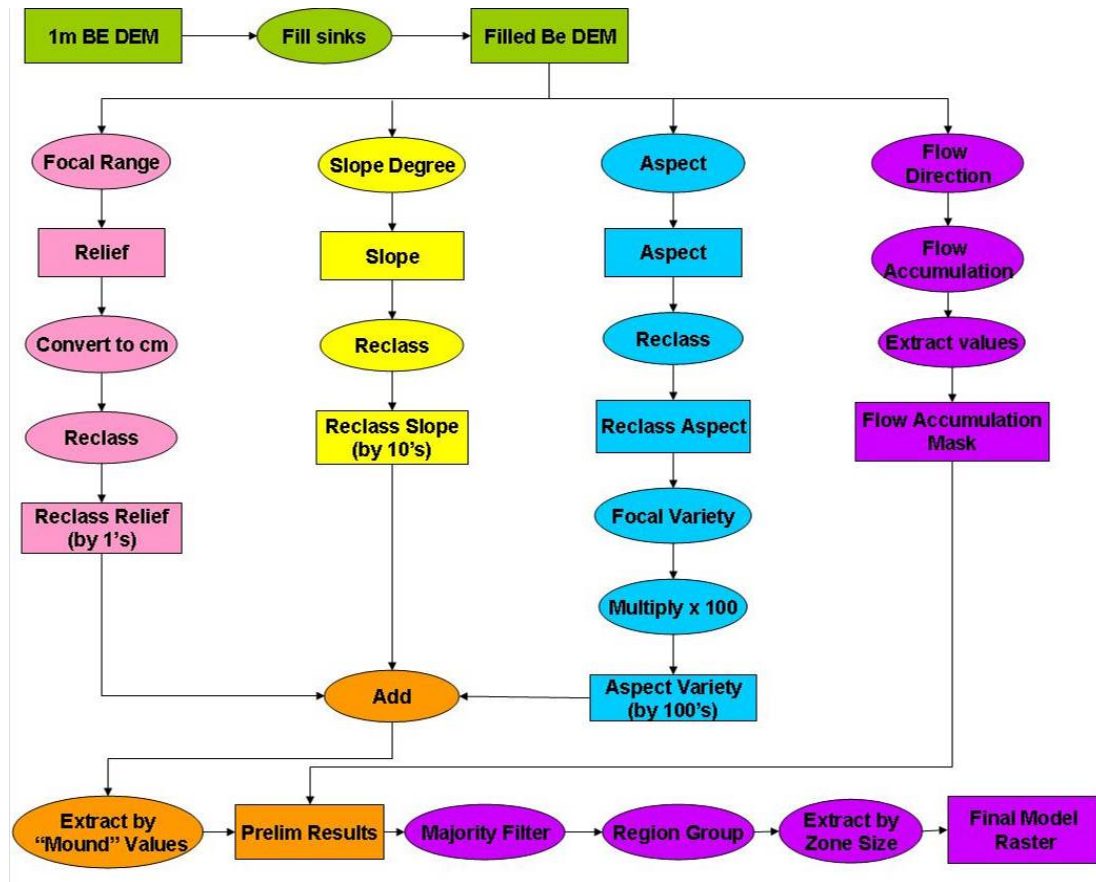 1m BE DEM
Fill sinks
Filled Be DEM
Focal Range
Slope Degree
Aspect
Flow
Direction
Relief
Slope
Aspect
Flow
Accumulation
Convert to cm
Reclass
Reclass
Extract values
Reclass
Reclass Slope
(by 10's)
Reclass Aspect
Flow Accumulation
Mask
Reclass Relief
(by 1's)
Focal Variety
Multiply x 100
Add
Aspect Variety
(by 100's)
Extract by
“Mound” Values
Prelim Results
Majority Filter
Region Group
Extract by
Zone Size
Final Model
Raster